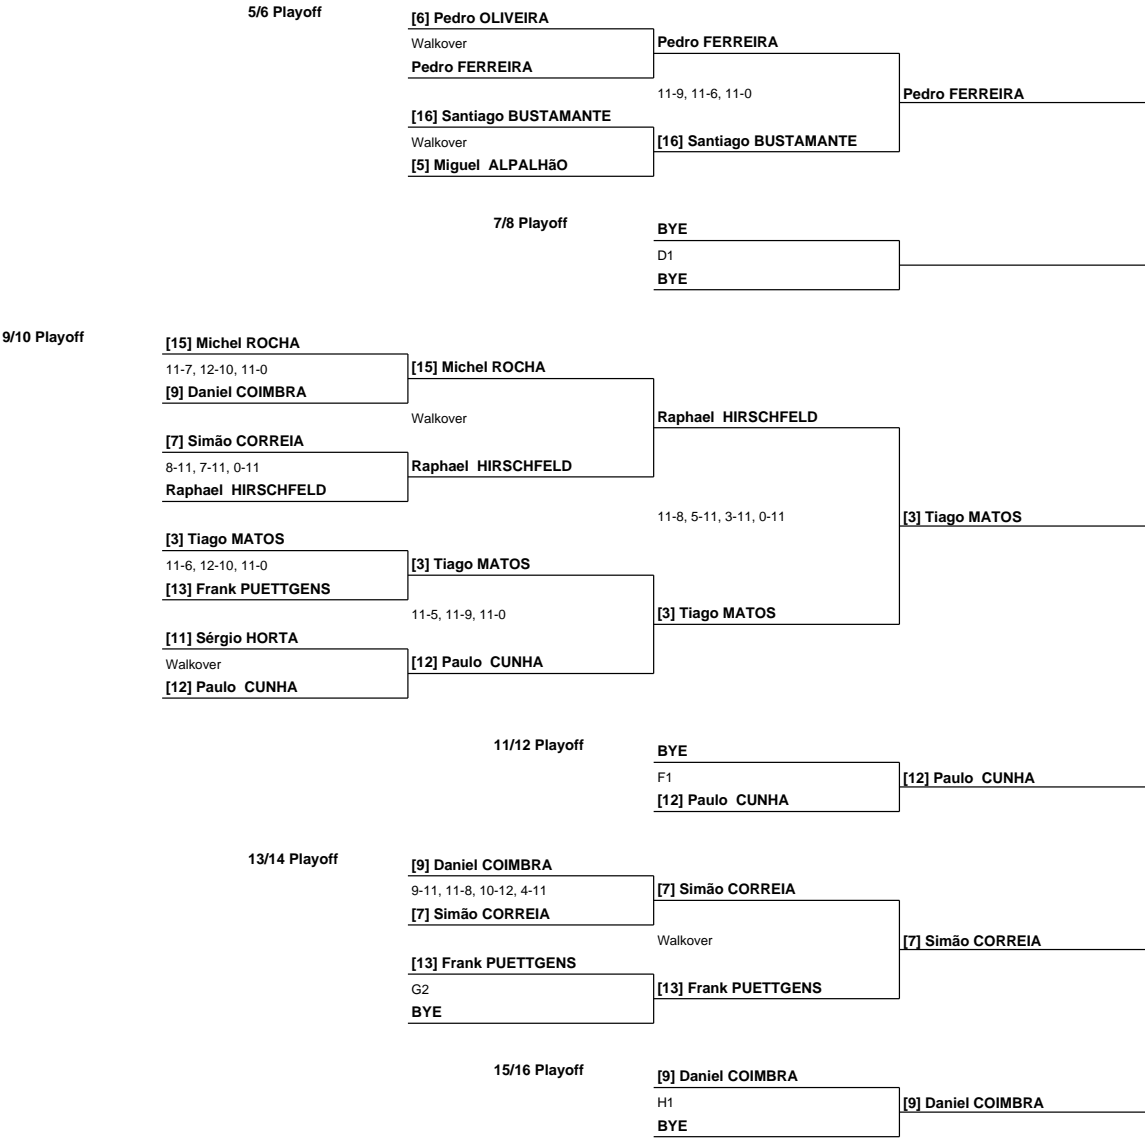 5/6 Playoff
[6] Pedro OLIVEIRA
Walkover
Pedro FERREIRA
Pedro FERREIRA
11-9, 11-6, 11-0
Pedro FERREIRA
[16] Santiago BUSTAMANTE
Walkover
[16] Santiago BUSTAMANTE
[5] Miguel ALPALHãO
7/8 Playoff
BYE
D1
BYE
9/10 Playoff
[15] Michel ROCHA
11-7, 12-10, 11-0
[15] Michel ROCHA
[9] Daniel COIMBRA
Walkover
Raphael HIRSCHFELD
[7] Simão CORREIA
8-11, 7-11, 0-11
Raphael HIRSCHFELD
Raphael HIRSCHFELD
11-8, 5-11, 3-11, 0-11
[3] Tiago MATOS
[3] Tiago MATOS
11-6, 12-10, 11-0
[3] Tiago MATOS
[13] Frank PUETTGENS
11-5, 11-9, 11-0
[3] Tiago MATOS
[11] Sérgio HORTA
Walkover
[12] Paulo CUNHA
[12] Paulo CUNHA
11/12 Playoff
BYE
F1
[12] Paulo CUNHA
[12] Paulo CUNHA
13/14 Playoff
[9] Daniel COIMBRA
9-11, 11-8, 10-12, 4-11
[7] Simão CORREIA
[7] Simão CORREIA
Walkover
[7] Simão CORREIA
[13] Frank PUETTGENS
G2
[13] Frank PUETTGENS
BYE
15/16 Playoff
[9] Daniel COIMBRA
H1
[9] Daniel COIMBRA
BYE